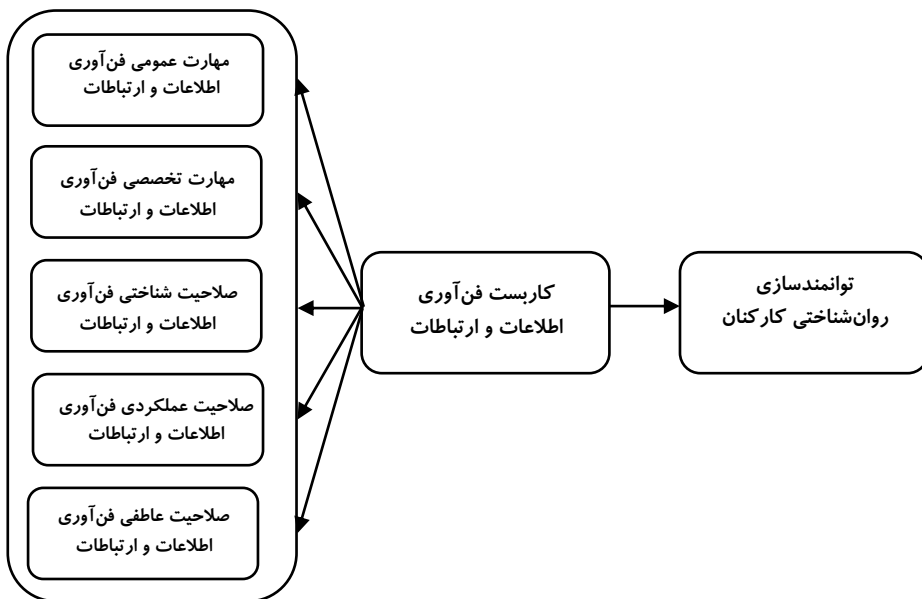 مهارت عمومی فن‌آوری
اطلاعات و ارتباطات
مهارت تخصصی فن‌آوری
اطلاعات و ارتباطات
صلاحیت شناختی فن‌آوری
اطلاعات و ارتباطات
صلاحیت عملکردی فن‌آوری
اطلاعات و ارتباطات
صلاحیت عاطفی فن‌آوری
اطلاعات و ارتباطات
کاربست فن‌آوری
اطلاعات و ارتباطات
توانمندسازی
روان‌شناختی کارکنان